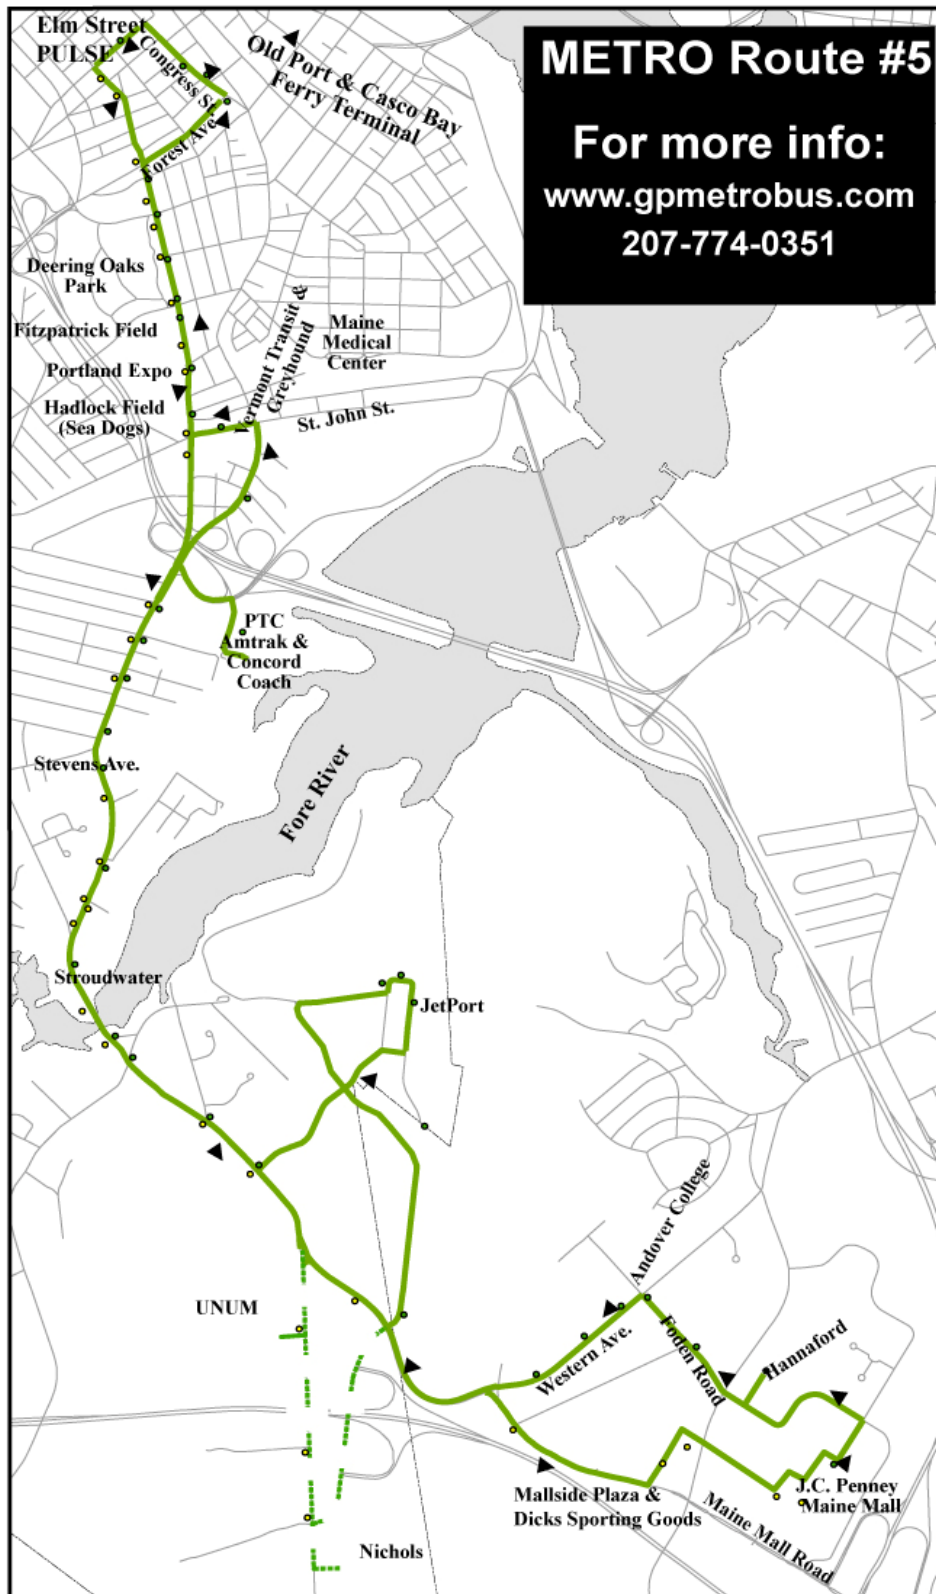 Elm Street
PULSE
Congress St.
Forest Ave.
Old Port & Casco Bay
Ferry Terminal
METRO Route #5
For more info:
www.gpmetrobus.com
207-774-0351
Deering Oaks
Park
Fitzpatrick Field
Portland Expo
Hadlock Field
(Sea Dogs)
Vermont Transit &
Greyhound
Maine
Medical
Center
St. John St.
PTC
Amtrak &
Concord
Coach
Stevens Ave.
Fore River
Stroudwater
JetPort
UNUM
Andover College
Western Ave.
Foden Road
Hannaford
Mallside Plaza &
Dicks Sporting Goods
Maine Mall Road
J.C. Penney
Maine Mall
Nichols